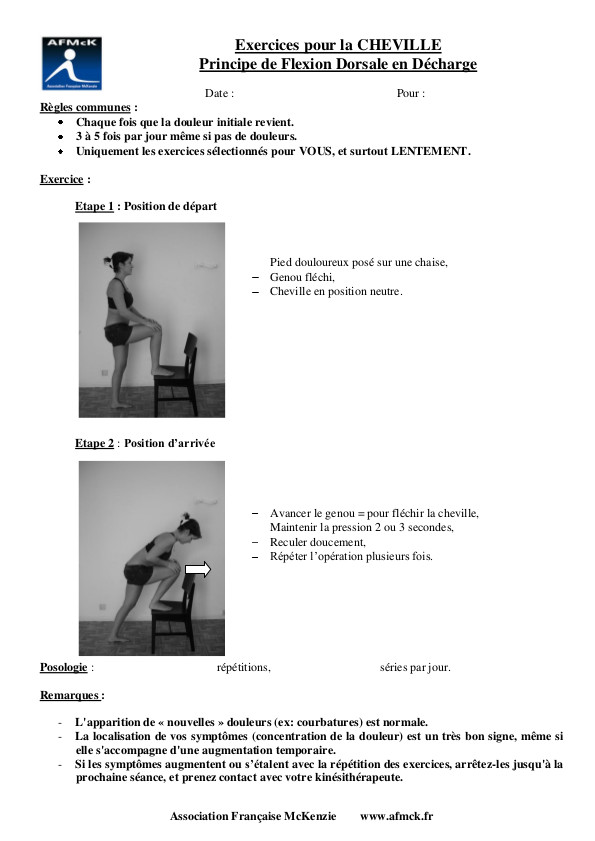 AFMcK
Association Française McKenzie
Exercices pour la CHEVILLE
Principe de Flexion Dorsale en Décharge
Date : Pour :
Règles communes :
• Chaque fois que la douleur initiale revient.
• 3 à 5 fois par jour même si pas de douleurs.
• Uniquement les exercices sélectionnés pour VOUS, et surtout LENTEMENT.
Exercice :
Etape 1 : Position de départ
Pied douloureux posé sur une chaise,
− Genou fléchi,
− Cheville en position neutre.
Etape 2 : Position d’arrivée
− Avancer le genou = pour fléchir la cheville,
Maintenir la pression 2 ou 3 secondes,
− Reculer doucement,
− Répéter l’opération plusieurs fois.
Posologie : répétitions, séries par jour.
Remarques :
- L'apparition de « nouvelles » douleurs (ex: courbatures) est normale.
- La localisation de vos symptômes (concentration de la douleur) est un très bon signe, même si
elle s'accompagne d'une augmentation temporaire.
- Si les symptômes augmentent ou s’étalent avec la répétition des exercices, arrêtez-les jusqu'à la
prochaine séance, et prenez contact avec votre kinésithérapeute.
Association Française McKenzie www.afmck.fr